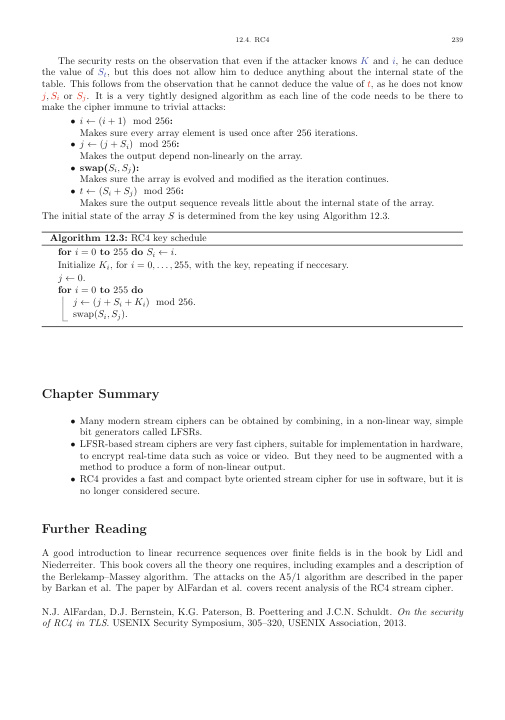 12.4. RC4 239
The security rests on the observation that even if the attacker knows K and i, he can deduce
the value of S_t, but this does not allow him to deduce anything about the internal state of the
table. This follows from the observation that he cannot deduce the value of t, as he does not know
j, S_i or S_j. It is a very tightly designed algorithm as each line of the code needs to be there to
make the cipher immune to trivial attacks:
• i ← (i + 1) mod 256:
Makes sure every array element is used once after 256 iterations.
• j ← (j + S_i) mod 256:
Makes the output depend non-linearly on the array.
• swap(S_i, S_j):
Makes sure the array is evolved and modified as the iteration continues.
• t ← (S_i + S_j) mod 256:
Makes sure the output sequence reveals little about the internal state of the array.
The initial state of the array S is determined from the key using Algorithm 12.3.
Algorithm 12.3: RC4 key schedule
for i = 0 to 255 do S_i ← i.
Initialize K_i, for i = 0, . . . , 255, with the key, repeating if neccesary.
j ← 0.
for i = 0 to 255 do
j ← (j + S_i + K_i) mod 256.
swap(S_i, S_j).
Chapter Summary
• Many modern stream ciphers can be obtained by combining, in a non-linear way, simple
bit generators called LFSRs.
• LFSR-based stream ciphers are very fast ciphers, suitable for implementation in hardware,
to encrypt real-time data such as voice or video. But they need to be augmented with a
method to produce a form of non-linear output.
• RC4 provides a fast and compact byte oriented stream cipher for use in software, but it is
no longer considered secure.
Further Reading
A good introduction to linear recurrence sequences over finite fields is in the book by Lidl and
Niederreiter. This book covers all the theory one requires, including examples and a description of
the Berlekamp–Massey algorithm. The attacks on the A5/1 algorithm are described in the paper
by Barkan et al. The paper by AlFardan et al. covers recent analysis of the RC4 stream cipher.
N.J. AlFardan, D.J. Bernstein, K.G. Paterson, B. Poettering and J.C.N. Schuldt. On the security
of RC4 in TLS. USENIX Security Symposium, 305–320, USENIX Association, 2013.